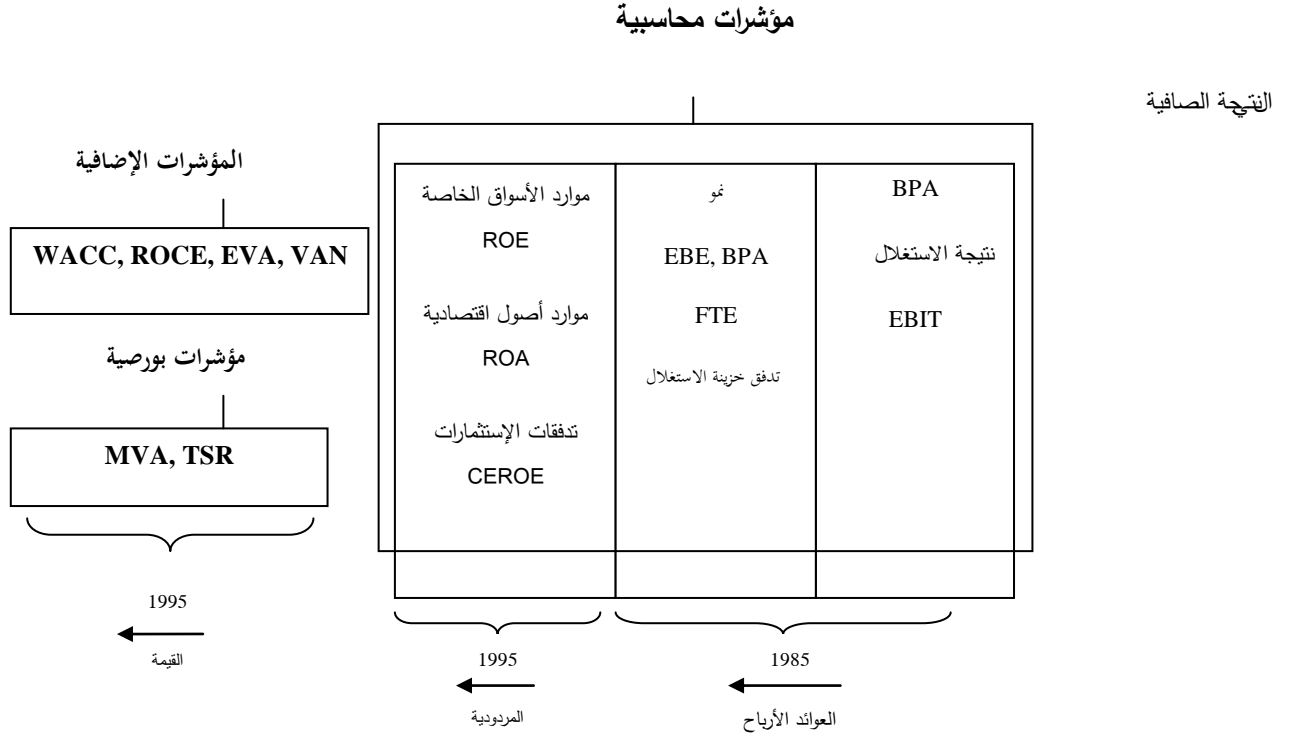 مؤشرات محاسبية
النتيجة الصافية
BPA
نتيجة الاستغلال
EBIT
نمو
EBE, BPA
FTE
تدفق خزينة الاستغلال
موارد الأسواق الخاصة
ROE
موارد أصول اقتصادية
ROA
تدفقات الإستثمارات
CEROE
المؤشرات الإضافية
WACC, ROCE, EVA, VAN
مؤشرات بورصية
MVA, TSR
1985
العوائد الأرباح
1995
المردودية
1995
القيمة